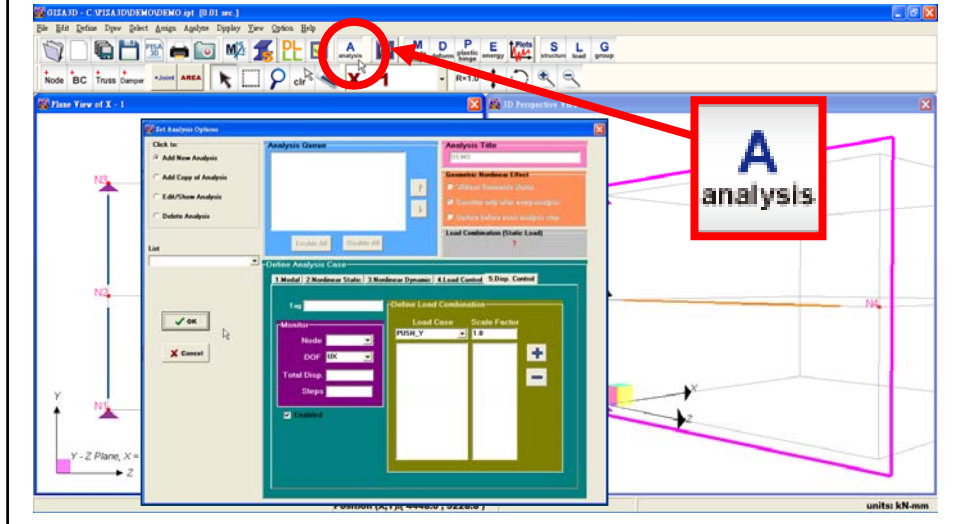 GISA3D - C:\PISA3D\DEMO\DEMO.ipt [0.01 sec.]
File Edit Define Draw Select Assign Analyze Display View Option Help
PISA 3D
analysis
M D P plastic hinge E energy Plots S structure L load G group
Node BC Truss Damper +Joint AREA
clr
X 1
R=1.0
Plane View of X - 1
3D Perspective
A
analysis
Set Analysis Options
Click to:
Add New Analysis
Add Copy of Analysis
Edit/Show Analysis
Delete Analysis
List
OK
Cancel
Analysis Queue
Enable All Disable All
Analysis Title
DEMO
Geometric Nonlinear Effect
Load Combination (Static Load)
?
Define Analysis Case
1.Modal 2.Nonlinear Static 3.Nonlinear Dynamic 4.Load Control 5.Disp. Control
Tag
Monitor
Node
DOF UX
Total Disp.
Steps
Enabled
Define Load Combination
Load Case Scale Factor
PUSH_Y 1.0
N3
N2
N1
Y
Y - Z Plane, X =
Z
N4
X
Z
units: kN-mm